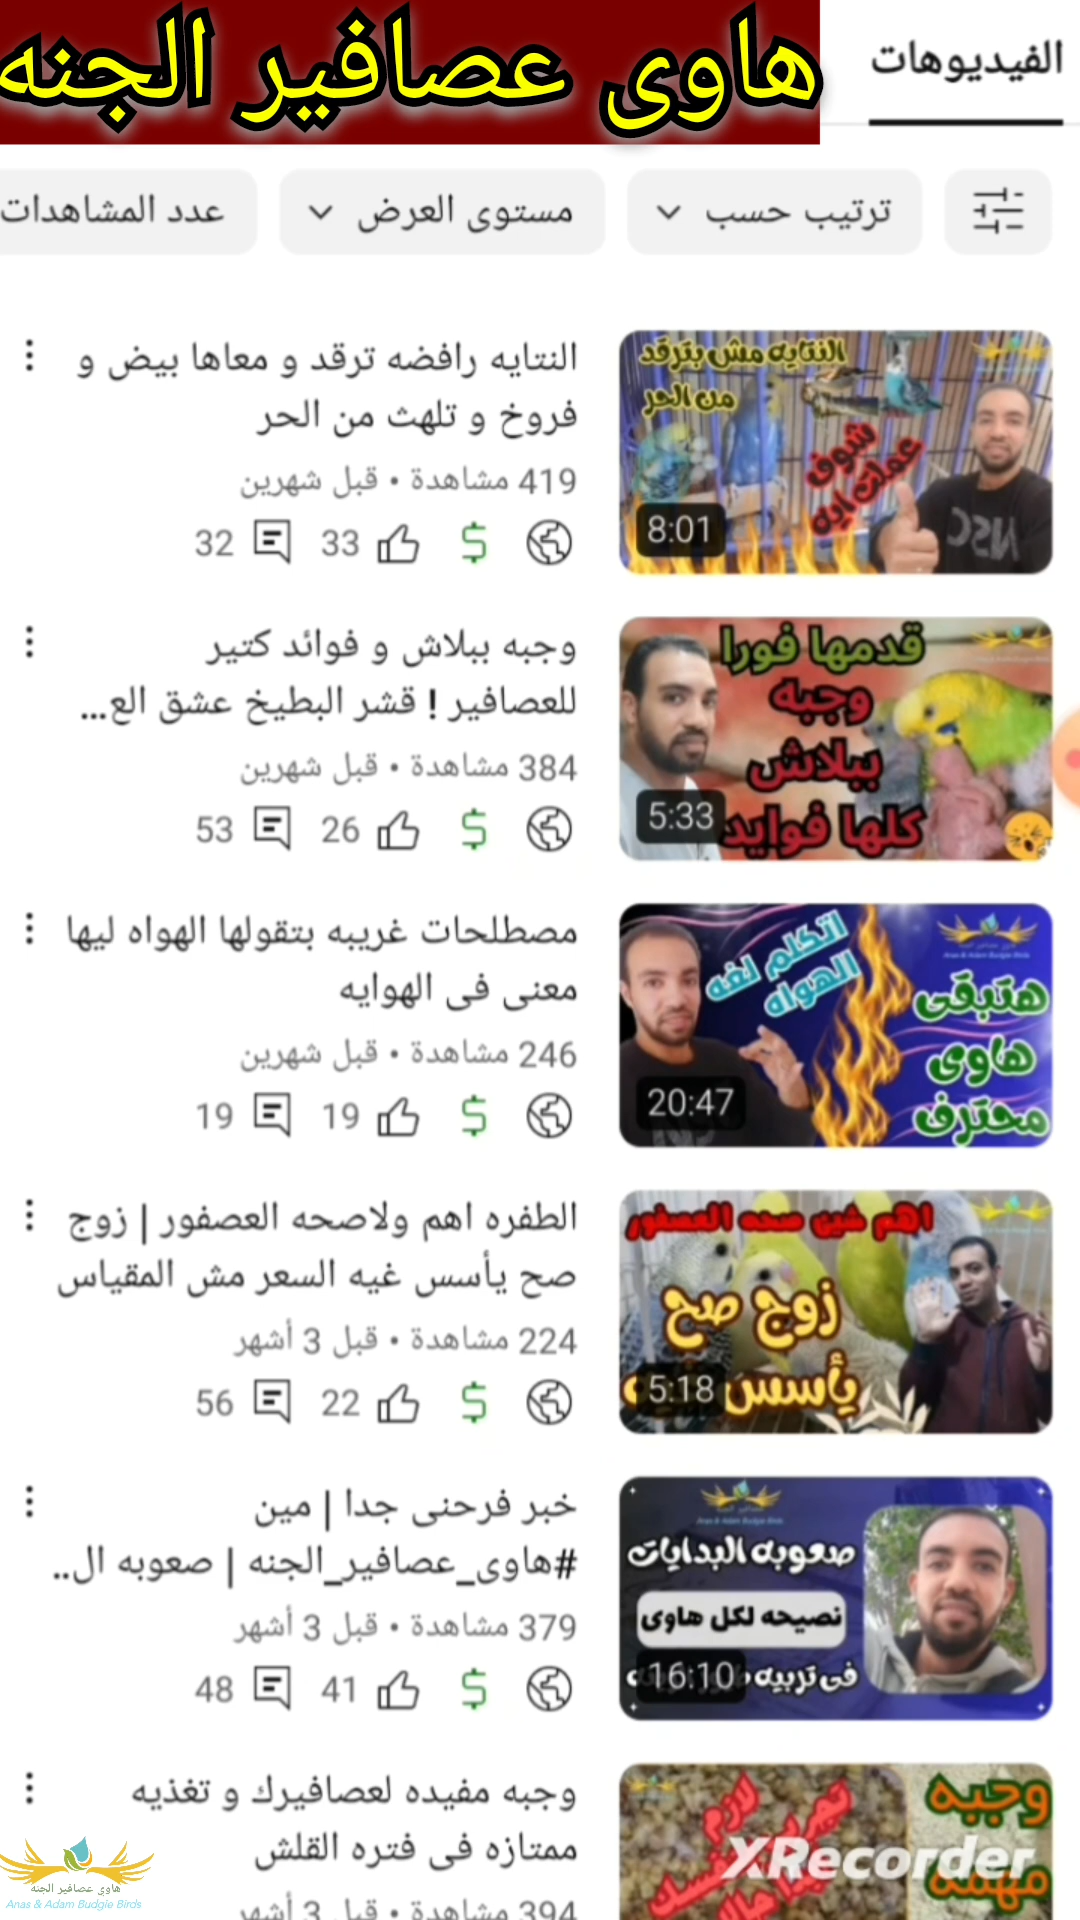 هاوى عصافير الجنه
الفيديوهات
ترتيب حسب
مستوى العرض
عدد المشاهدات
النتايه رافضه ترقد و معاها بيض و
فروخ و تلهث من الحر
419 مشاهدة • قبل شهرين
33
32
النتايه مش بترقد
من الحر
شوف
عملت ايه
8:01
وجبه ببلاش و فوائد كتير
للعصافير ! قشر البطيخ عشق الع...
384 مشاهدة • قبل شهرين
26
53
قدمها فورا
وجبه
ببلاش
كلها فوايد
5:33
مصطلحات غريبه بتقولها الهواه ليها
معنى فى الهوايه
246 مشاهدة • قبل شهرين
19
19
اتكلم لغه
الهواه
هتبقى
هاوى
محترف
20:47
الطفره اهم ولاصحه العصفور | زوج
صح يأسس غيه السعر مش المقياس
224 مشاهدة • قبل 3 أشهر
22
56
اهم شئ صحه العصفور
زوج صح
يأسس
5:18
خبر فرحنى جدا | مين
#هاوى_عصافير_الجنه | صعوبه ال..
379 مشاهدة • قبل 3 أشهر
41
48
صعوبه البدايات
نصيحه لكل هاوى
فى تربيه
16:10
وجبه مفيده لعصافيرك و تغذيه
ممتازه فى فتره القلش
394 مشاهدة • قبل 3 أشهر
لازم
وجبه
مهمه
XRecorder
هاوى عصافير الجنه
Anas & Adam Budgie Birds